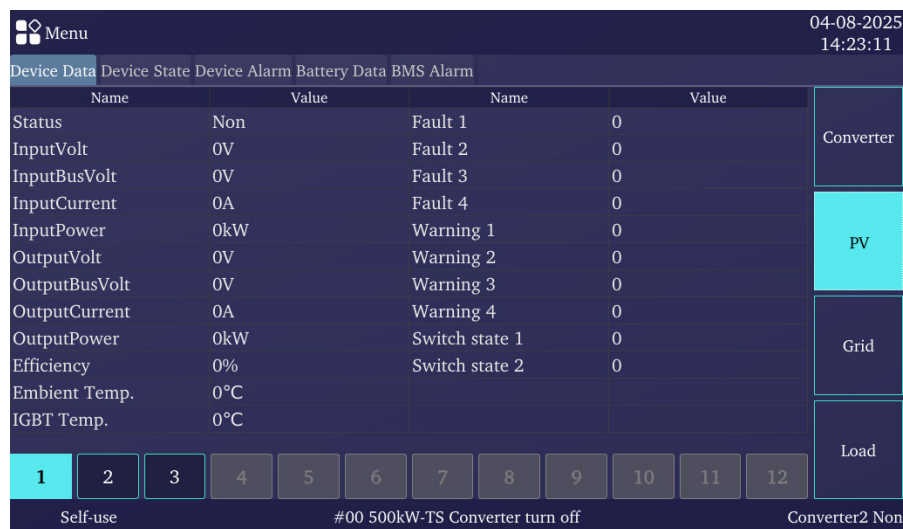 Menu
04-08-2025
14:23:11
Device Data Device State Device Alarm Battery Data BMS Alarm
Name Value Name Value
Status Non Fault 1 0
InputVolt 0V Fault 2 0
InputBusVolt 0V Fault 3 0
InputCurrent 0A Fault 4 0
InputPower 0kW Warning 1 0
OutputVolt 0V Warning 2 0
OutputBusVolt 0V Warning 3 0
OutputCurrent 0A Warning 4 0
OutputPower 0kW Switch state 1 0
Efficiency 0% Switch state 2 0
Embient Temp. 0℃
IGBT Temp. 0℃
Converter
PV
Grid
Load
1 2 3 4 5 6 7 8 9 10 11 12
Self-use #00 500kW-TS Converter turn off Converter2 Non